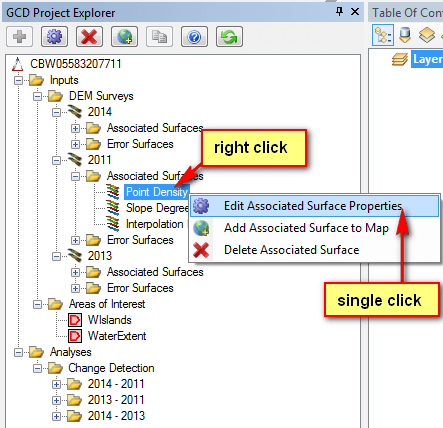 GCD Project Explorer
Table Of Conte
CBW05583207711
Layer
Inputs
DEM Surveys
2014
Associated Surfaces
Error Surfaces
right click
2011
Associated Surfaces
Point Density
Edit Associated Surface Properties
Slope Degree
Add Associated Surface to Map
Interpolation
Delete Associated Surface
Error Surfaces
2013
Associated Surfaces
Error Surfaces
single click
Areas of Interest
WIslands
WaterExtent
Analyses
Change Detection
2014 - 2011
2013 - 2011
2014 - 2013